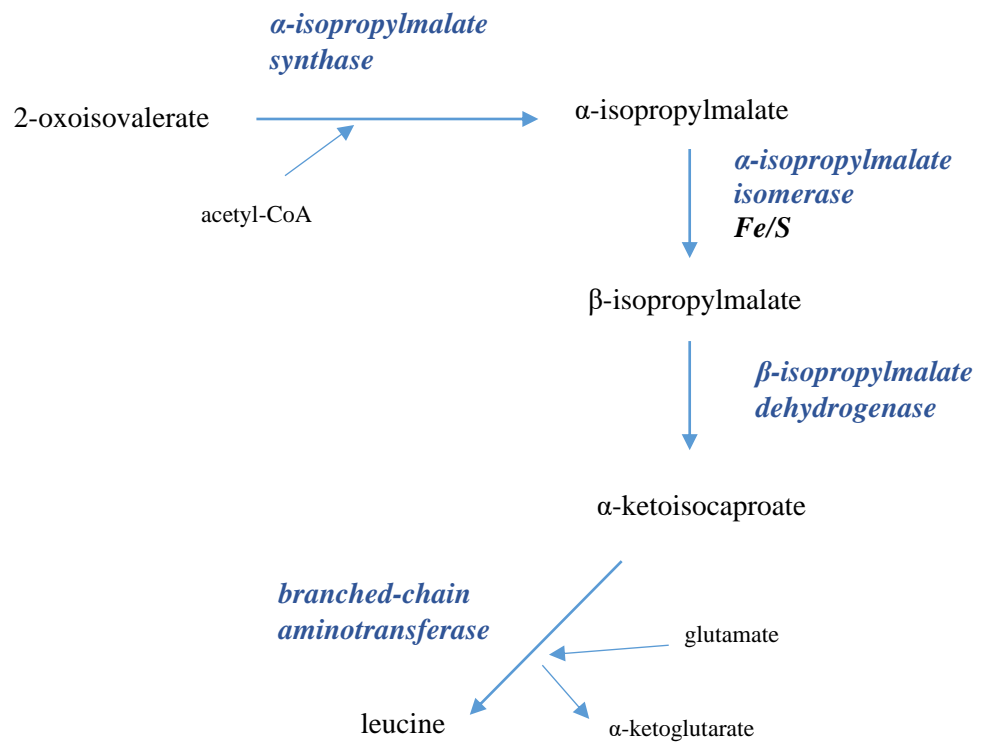 α-isopropylmalate
synthase
2-oxoisovalerate
α-isopropylmalate
acetyl-CoA
α-isopropylmalate
isomerase
Fe/S
β-isopropylmalate
β-isopropylmalate
dehydrogenase
α-ketoisocaproate
branched-chain
aminotransferase
glutamate
leucine
α-ketoglutarate